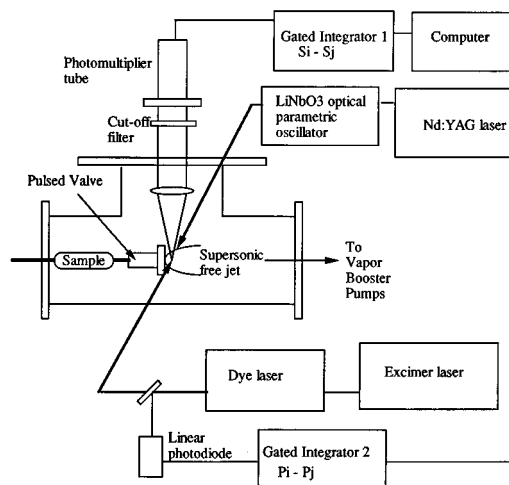 Photomultiplier
tube
Gated Integrator 1
Si - Sj
Computer
Cut-off
filter
LiNbO3 optical
parametric
oscillator
Nd:YAG laser
Pulsed Valve
Sample
Supersonic
free jet
To
Vapor
Booster
Pumps
Dye laser
Excimer laser
Linear
photodiode
Gated Integrator 2
Pi - Pj